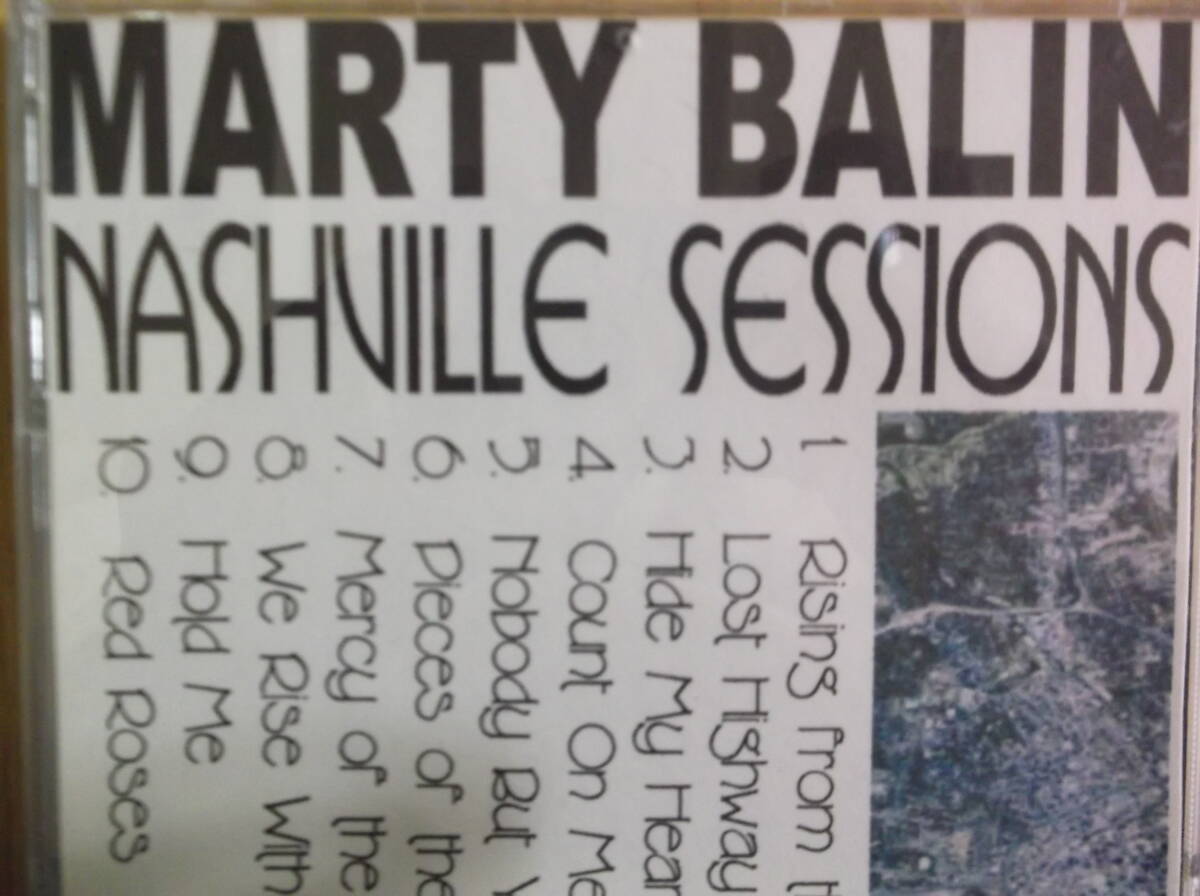 MARTY BALIN
NASHVILLE SESSIONS
1. Rising from
2. Lost Highway
3. Hide My
4. Count On Me
5. Nobody But
6. Pieces of the
7. Mercy of the
8. We Rise With
9. Hold Me
10. Red Roses